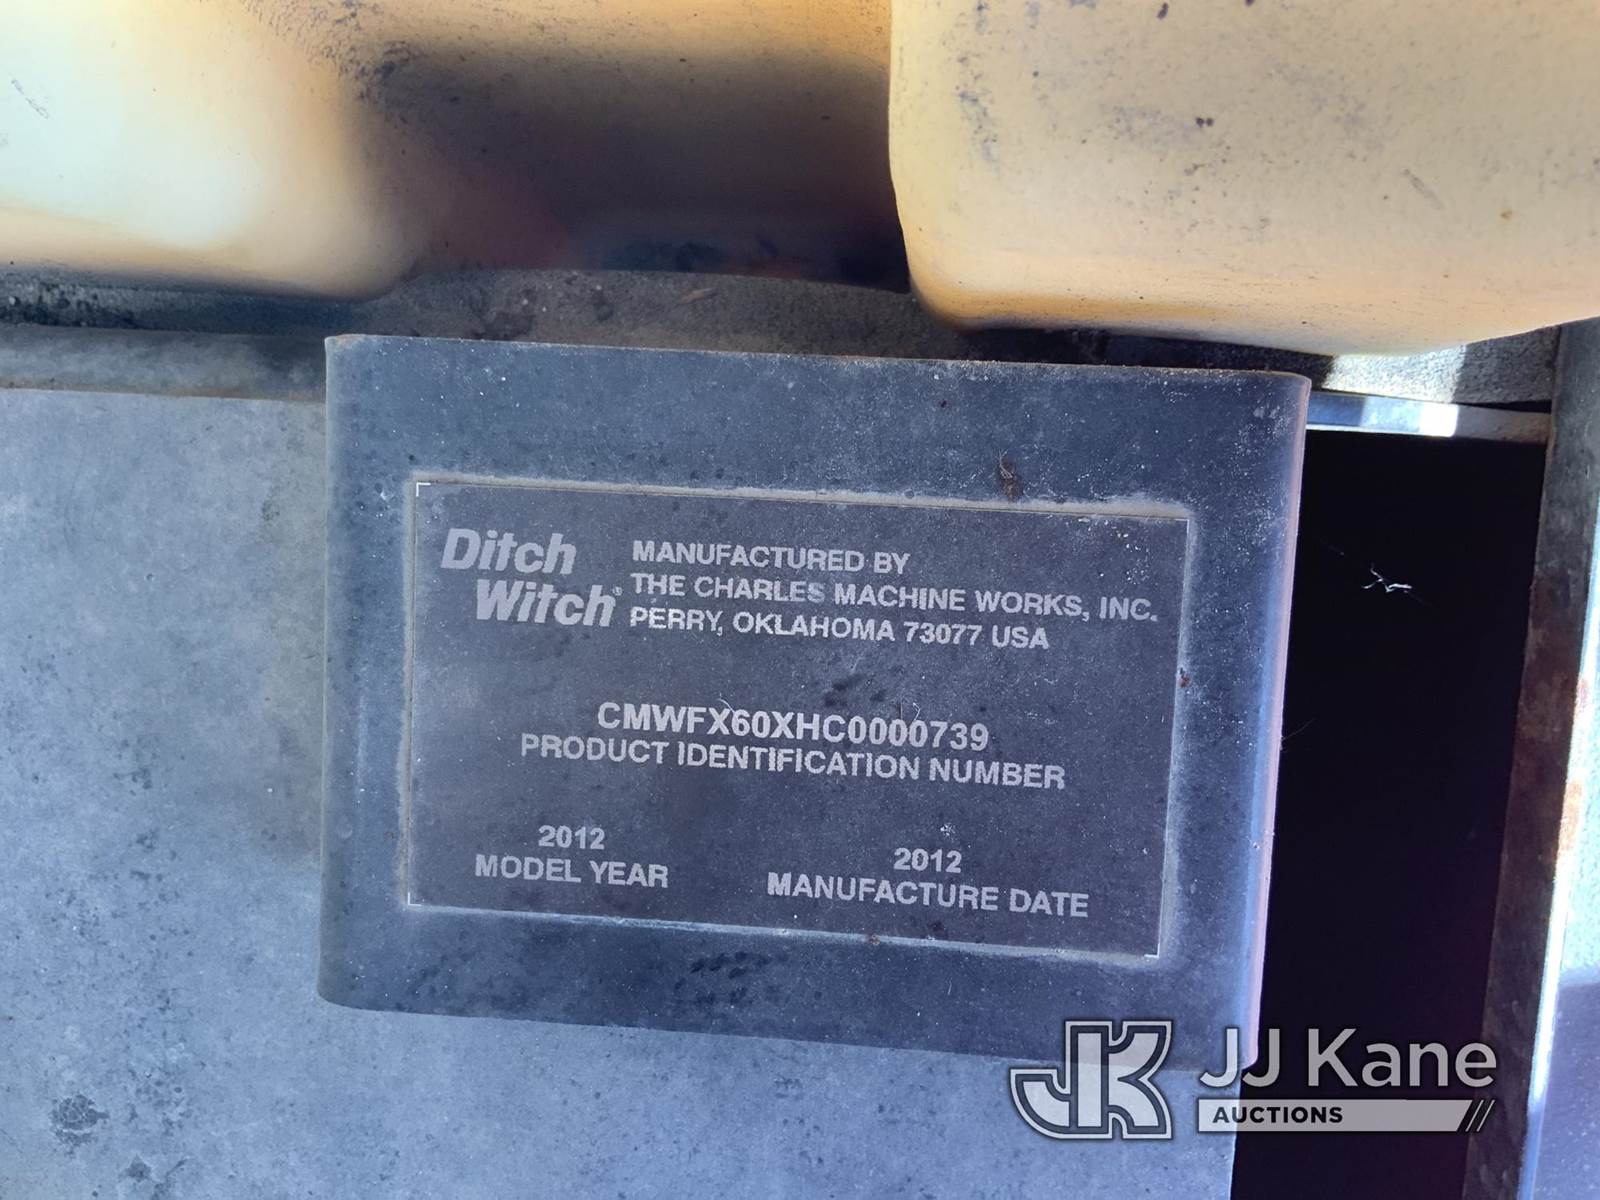 Ditch
Witch®
MANUFACTURED BY
THE CHARLES MACHINE WORKS, INC.
PERRY, OKLAHOMA 73077 USA
CMWFX60XHC0000739
PRODUCT IDENTIFICATION NUMBER
2012
MODEL YEAR
2012
MANUFACTURE DATE
JK
JJ Kane
AUCTIONS